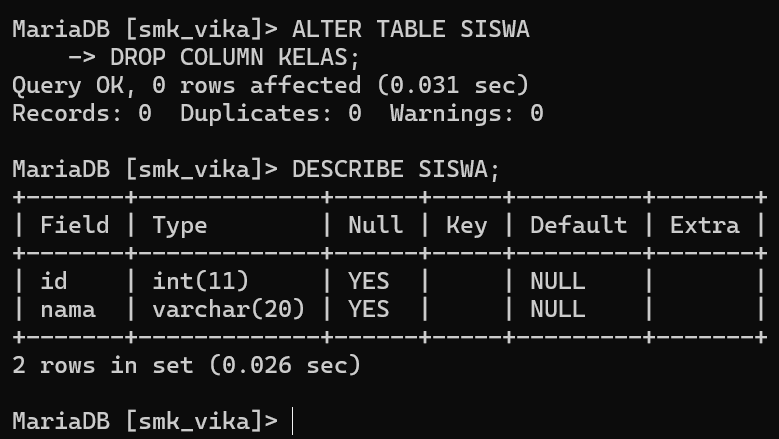 MariaDB [smk_vika]> ALTER TABLE SISWA
    -> DROP COLUMN KELAS;
Query OK, 0 rows affected (0.031 sec)
Records: 0  Duplicates: 0  Warnings: 0

MariaDB [smk_vika]> DESCRIBE SISWA;
+-------+-------------+------+-----+---------+-------+
| Field | Type        | Null | Key | Default | Extra |
+-------+-------------+------+-----+---------+-------+
| id    | int(11)     | YES  |     | NULL    |       |
| nama  | varchar(20) | YES  |     | NULL    |       |
+-------+-------------+------+-----+---------+-------+
2 rows in set (0.026 sec)

MariaDB [smk_vika]>